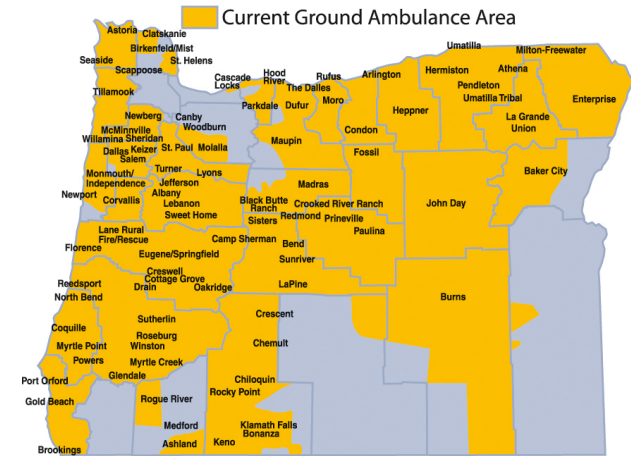 Current Ground Ambulance Area
Astoria
Clatskanie
Birkenfeld/Mist
Seaside
St. Helens
Scappoose
Tillamook
Cascade
Locks
Hood
River
The Dalles
Rufus
Arlington
Umatilla
Milton-Freewater
Hermiston
Athena
Pendleton
Umatilla Tribal
Enterprise
Parkdale
Dufur
Moro
Heppner
La Grande
Union
Newberg
Canby
Woodburn
McMinnville
Willamina
Sheridan
Dallas
Keizer
Salem
St. Paul
Molalla
Maupin
Condon
Fossil
Baker City
Turner
Lyons
Monmouth/
Independence
Jefferson
Albany
Newport
Corvallis
Lebanon
Sweet Home
Madras
Black Butte
Ranch
Crooked River Ranch
Sisters
Redmond
Prineville
John Day
Paulina
Lane Rural
Fire/Rescue
Florence
Camp Sherman
Bend
Eugene/Springfield
Sunriver
Creswell
Cottage Grove
Drain
Oakridge
LaPine
Reedsport
North Bend
Burns
Crescent
Sutherlin
Coquille
Roseburg
Winston
Myrtle Point
Chemult
Powers
Myrtle Creek
Glendale
Port Orford
Chiloquin
Rocky Point
Gold Beach
Rogue River
Medford
Klamath Falls
Bonanza
Ashland
Keno
Brookings